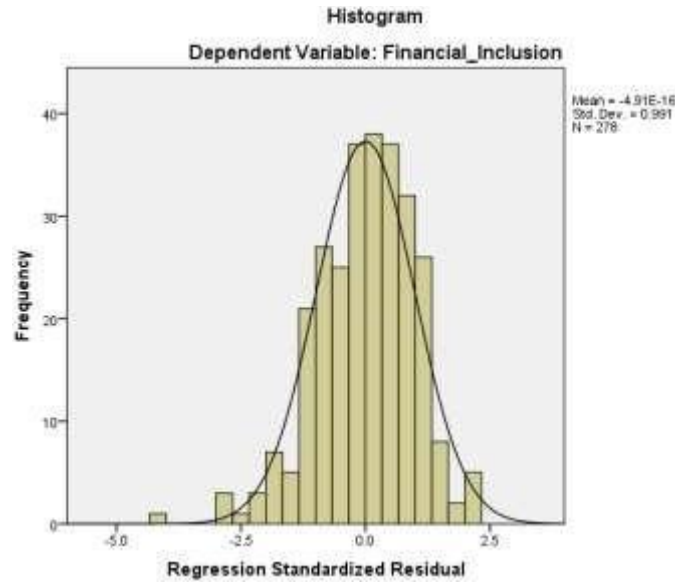 Histogram
Dependent Variable: Financial_Inclusion
Mean = -4.91E-16
Std. Dev. = 0.991
N = 278
40
30
20
10
0
Frequency
-5.0 -2.5 0.0 2.5
Regression Standardized Residual